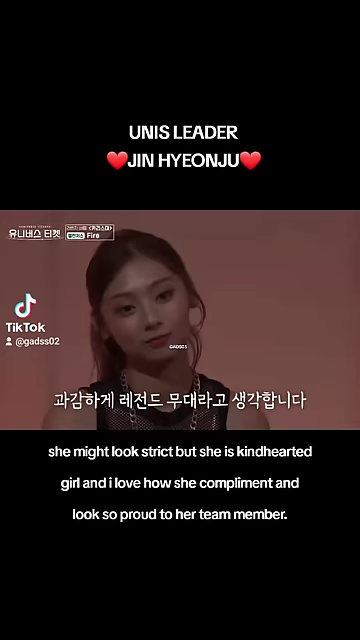 UNIS LEADER
❤️JIN HYEONJU❤️
유니버스 티켓
Fire
TikTok
@gadss02
GADSS
과감하게 레전드 무대라고 생각합니다
she might look strict but she is kindhearted
girl and i love how she compliment and
look so proud to her team member.